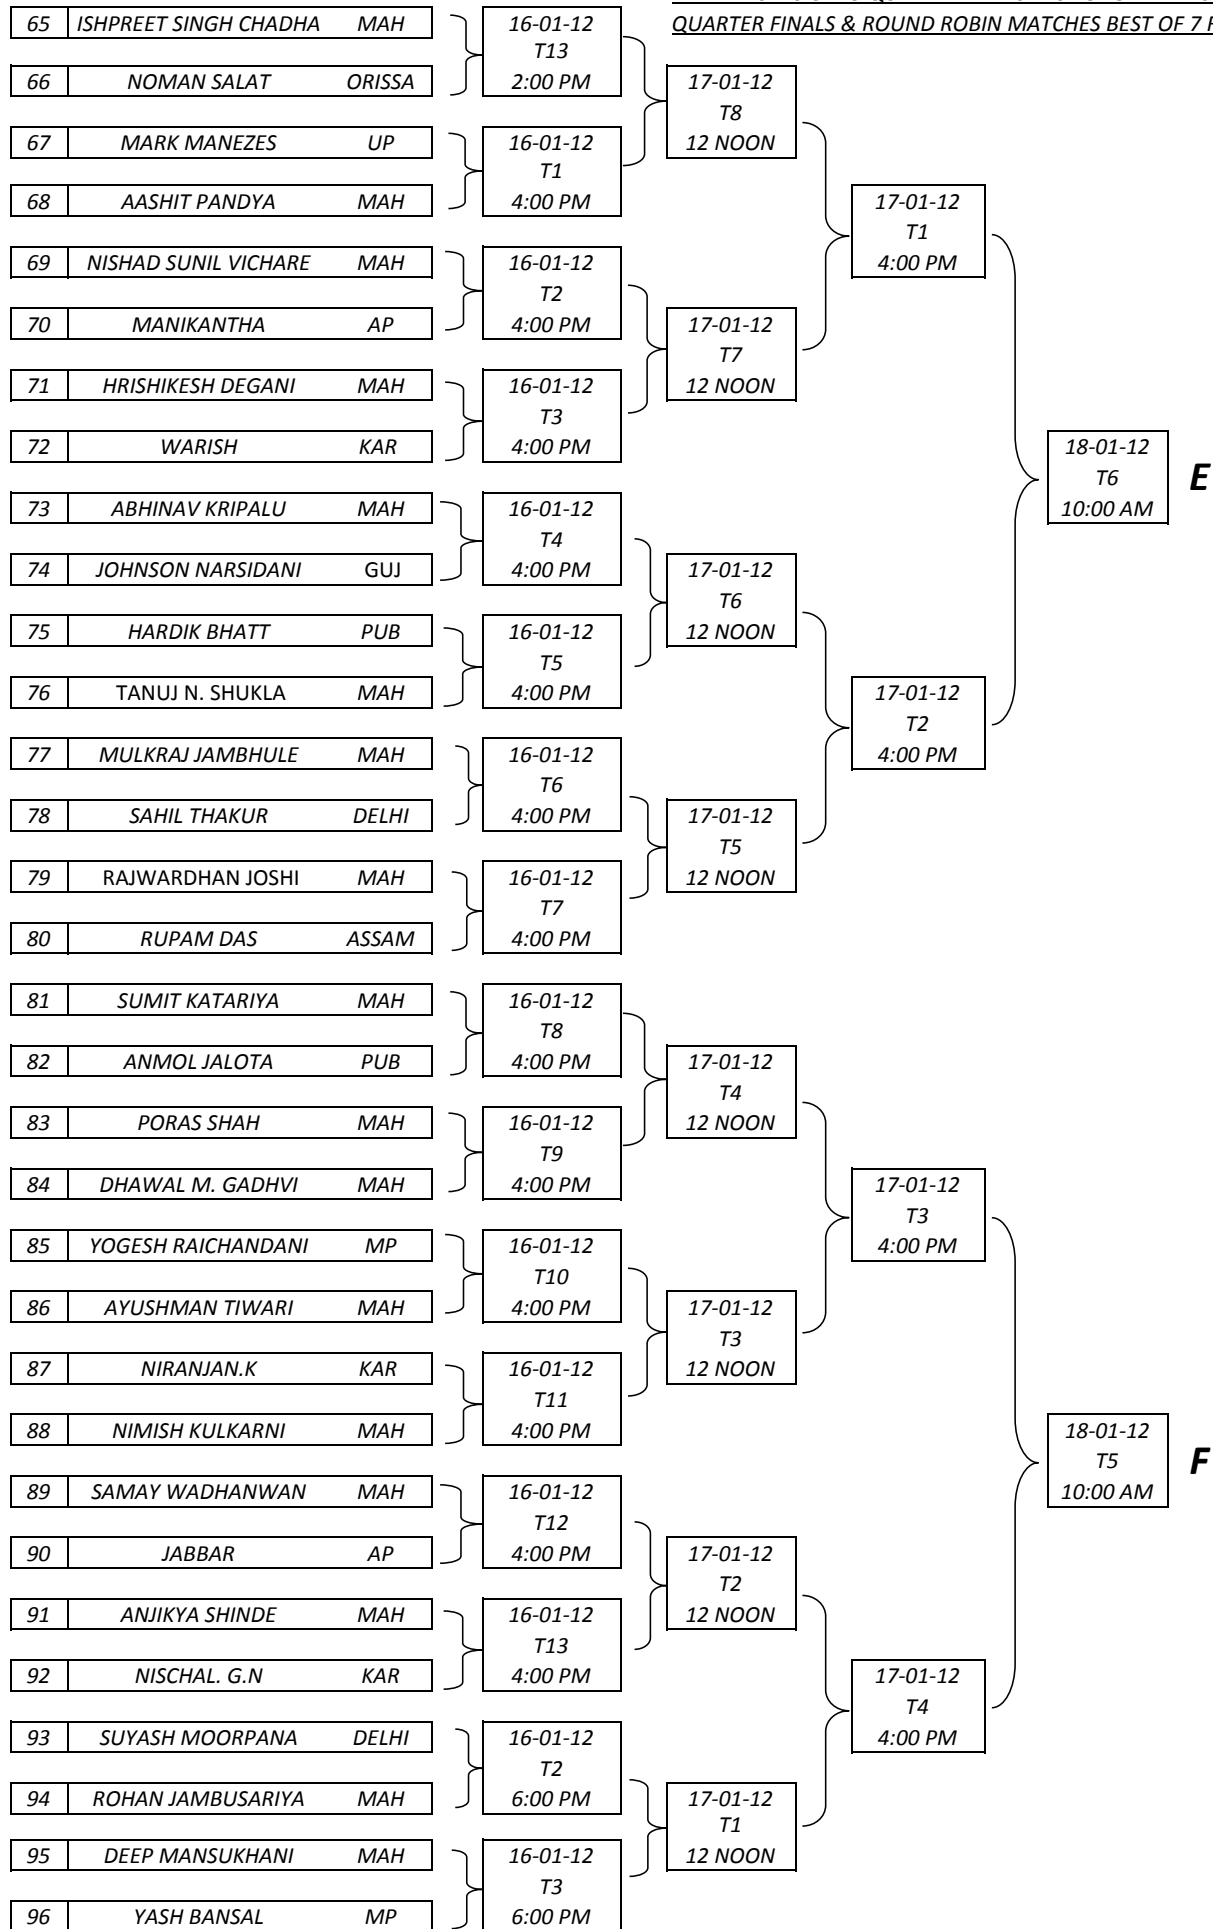 QUARTER FINALS & ROUND ROBIN MATCHES BEST OF 7
65 ISHPREET SINGH CHADHA MAH
16-01-12
T13
2:00 PM
66 NOMAN SALAT ORISSA
17-01-12
T8
12 NOON
67 MARK MANEZES UP
16-01-12
T1
4:00 PM
68 AASHIT PANDYA MAH
17-01-12
T1
4:00 PM
69 NISHAD SUNIL VICHARE MAH
16-01-12
T2
4:00 PM
70 MANIKANTHA AP
17-01-12
T7
12 NOON
71 HRISHIKESH DEGANI MAH
16-01-12
T3
4:00 PM
72 WARISH KAR
18-01-12
T6
10:00 AM
E
73 ABHINAV KRIPALU MAH
16-01-12
T4
4:00 PM
74 JOHNSON NARSIDANI GUJ
17-01-12
T6
12 NOON
75 HARDIK BHATT PUB
16-01-12
T5
4:00 PM
76 TANUJ N. SHUKLA MAH
17-01-12
T2
4:00 PM
77 MULKRAJ JAMBHULE MAH
16-01-12
T6
4:00 PM
78 SAHIL THAKUR DELHI
17-01-12
T5
12 NOON
79 RAJWARDHAN JOSHI MAH
16-01-12
T7
4:00 PM
80 RUPAM DAS ASSAM
81 SUMIT KATARIYA MAH
16-01-12
T8
4:00 PM
82 ANMOL JALOTA PUB
17-01-12
T4
12 NOON
83 PORAS SHAH MAH
16-01-12
T9
4:00 PM
84 DHAWAL M. GADHVI MAH
17-01-12
T3
4:00 PM
85 YOGESH RAICHANDANI MP
16-01-12
T10
4:00 PM
86 AYUSHMAN TIWARI MAH
17-01-12
T3
12 NOON
87 NIRANJAN.K KAR
16-01-12
T11
4:00 PM
88 NIMISH KULKARNI MAH
18-01-12
T5
10:00 AM
F
89 SAMAY WADHANWAN MAH
16-01-12
T12
4:00 PM
90 JABBAR AP
17-01-12
T2
12 NOON
91 ANJIKYA SHINDE MAH
16-01-12
T13
4:00 PM
92 NISCHAL. G.N KAR
17-01-12
T4
4:00 PM
93 SUYASH MOORPANA DELHI
16-01-12
T2
6:00 PM
94 ROHAN JAMBUSARIYA MAH
17-01-12
T1
12 NOON
95 DEEP MANSUKHANI MAH
16-01-12
T3
6:00 PM
96 YASH BANSAL MP